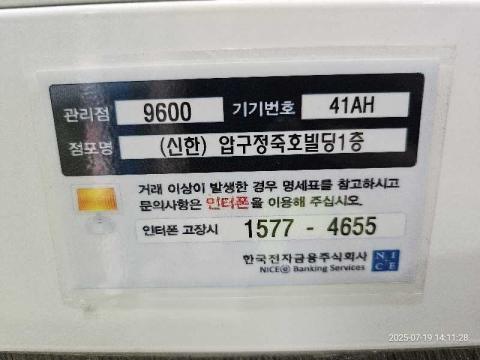 관리점 9600 기기번호 41AH
점포명 (신한) 압구정죽호빌딩1층
거래 이상이 발생한 경우 명세표를 참고하시고
문의사항은 인터폰을 이용해 주십시오.
인터폰 고장시 1577 - 4655
한국전자금융주식회사
NICE Banking Services
NICE
2025-07-19 14:11:28